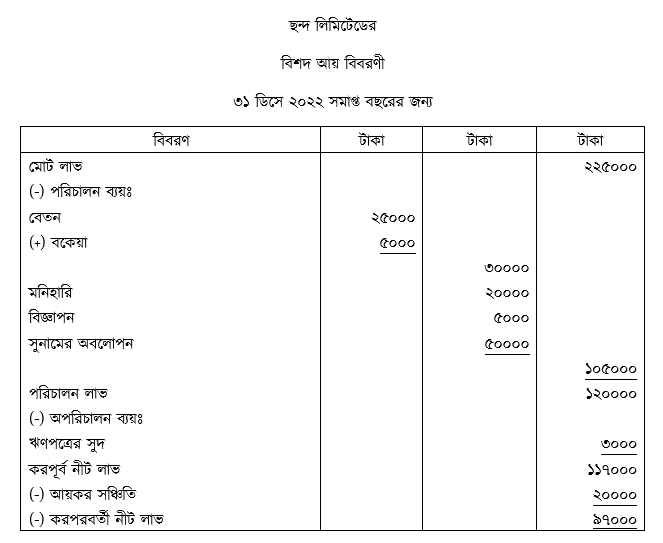 ছন্দ লিমিটেডের
বিশদ আয় বিবরণী
৩১ ডিসে ২০২২ সমাপ্ত বছরের জন্য
বিবরণ টাকা টাকা টাকা
মোট লাভ ২২৫০০০
(-) পরিচালন ব্যয়ঃ
বেতন ২৫০০০
(+) বকেয়া ৫০০০
৩০০০০
মনিহারি ২০০০০
বিজ্ঞাপন ৫০০০
সুনামের অবলোপন ৫০০০০
১০৫০০০
পরিচালন লাভ ১২০০০০
(-) অপরিচালন ব্যয়ঃ
ঋণপত্রের সুদ ৩০০০
করপূর্ব নীট লাভ ১১৭০০০
(-) আয়কর সঞ্চিতি ২০০০০
(-) করপরবর্তী নীট লাভ ৯৭০০০